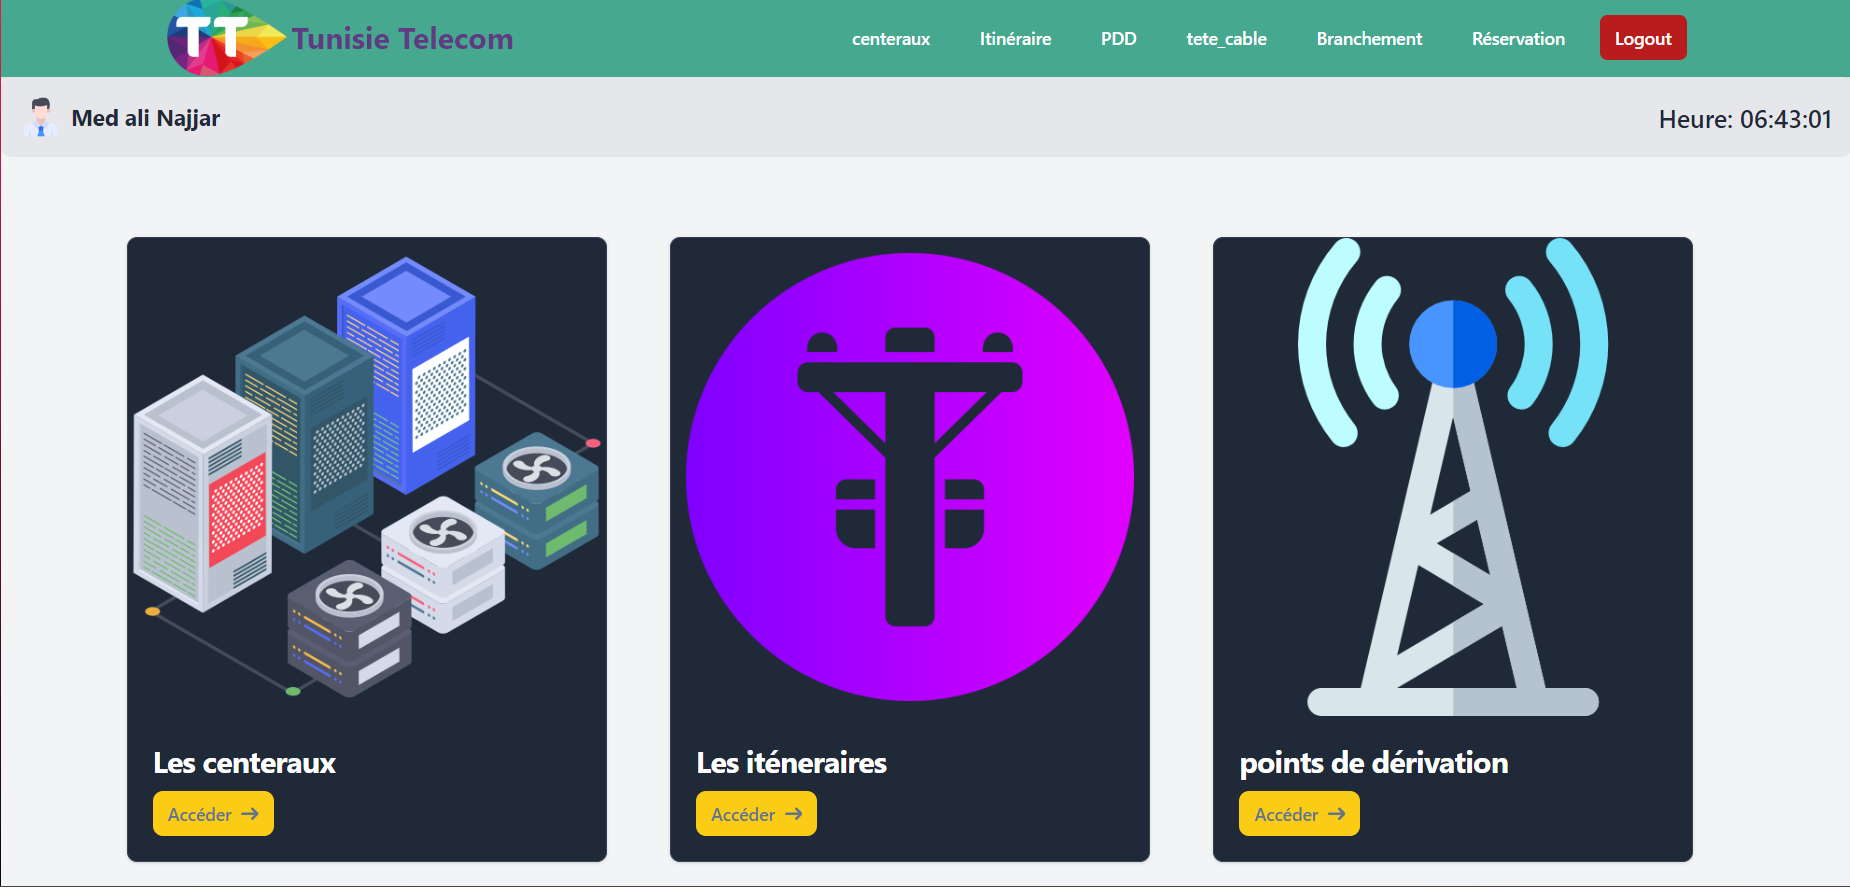 TT Tunisie Telecom centeraux Itinéraire PDD tete_cable Branchement Réservation Logout
Med ali Najjar Heure: 06:43:01
Les centeraux
Accéder →
Les iténeraires
Accéder →
points de dérivation
Accéder →